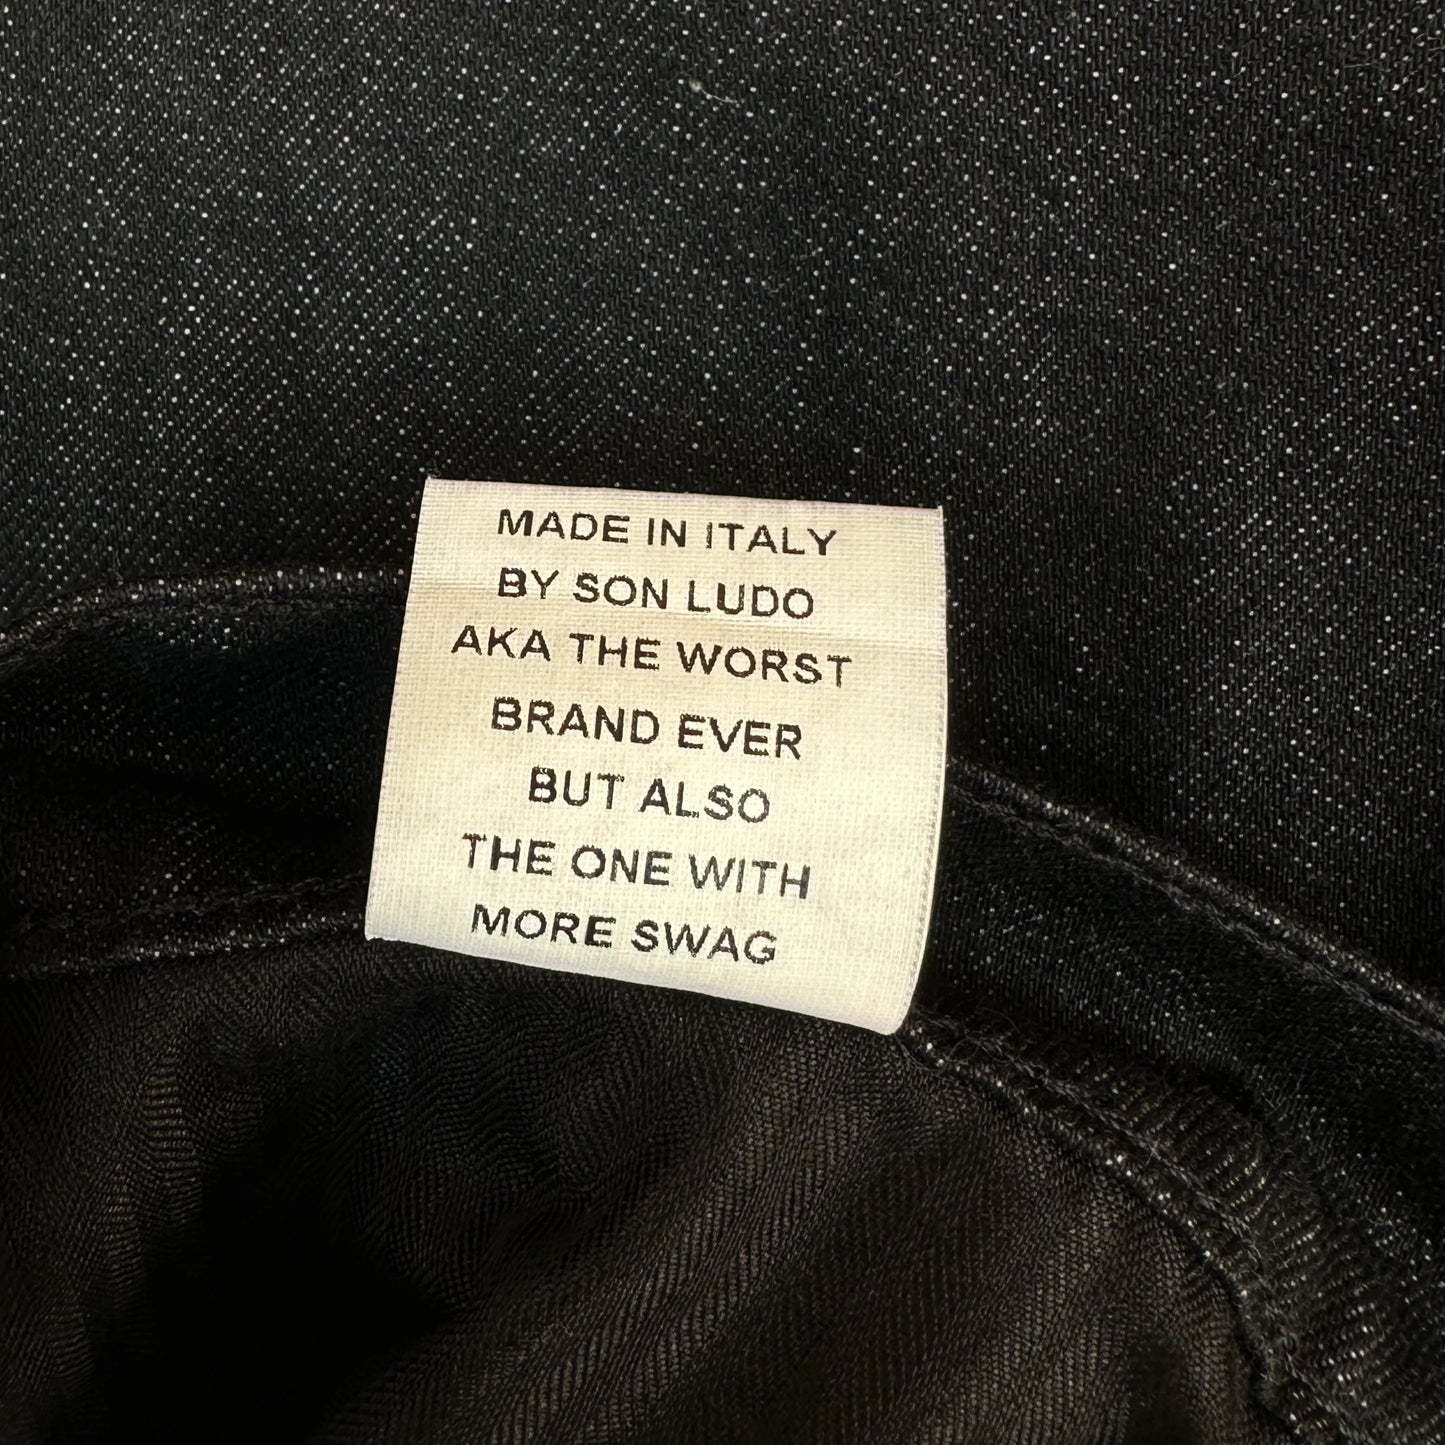 MADE IN ITALY
BY SON LUDO
AKA THE WORST
BRAND EVER
BUT ALSO
THE ONE WITH
MORE SWAG